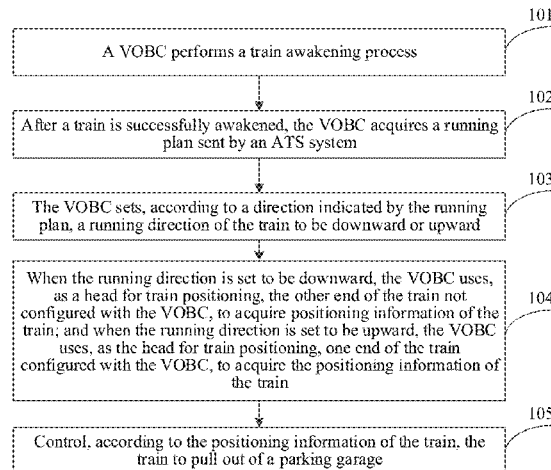 101
A VOBC performs a train awakening process
102
After a train is successfully awakened, the VOBC acquires a running
plan sent by an ATS system
103
The VOBC sets, according to a direction indicated by the running
plan, a running direction of the train to be downward or upward
104
When the running direction is set to be downward, the VOBC uses,
as a head for train positioning, the other end of the train not
configured with the VOBC, to acquire positioning information of the
train; and when the running direction is set to be upward, the VOBC
uses, as the head for train positioning, one end of the train
configured with the VOBC, to acquire the positioning information of
the train
105
Control, according to the positioning information of the train, the
train to pull out of a parking garage